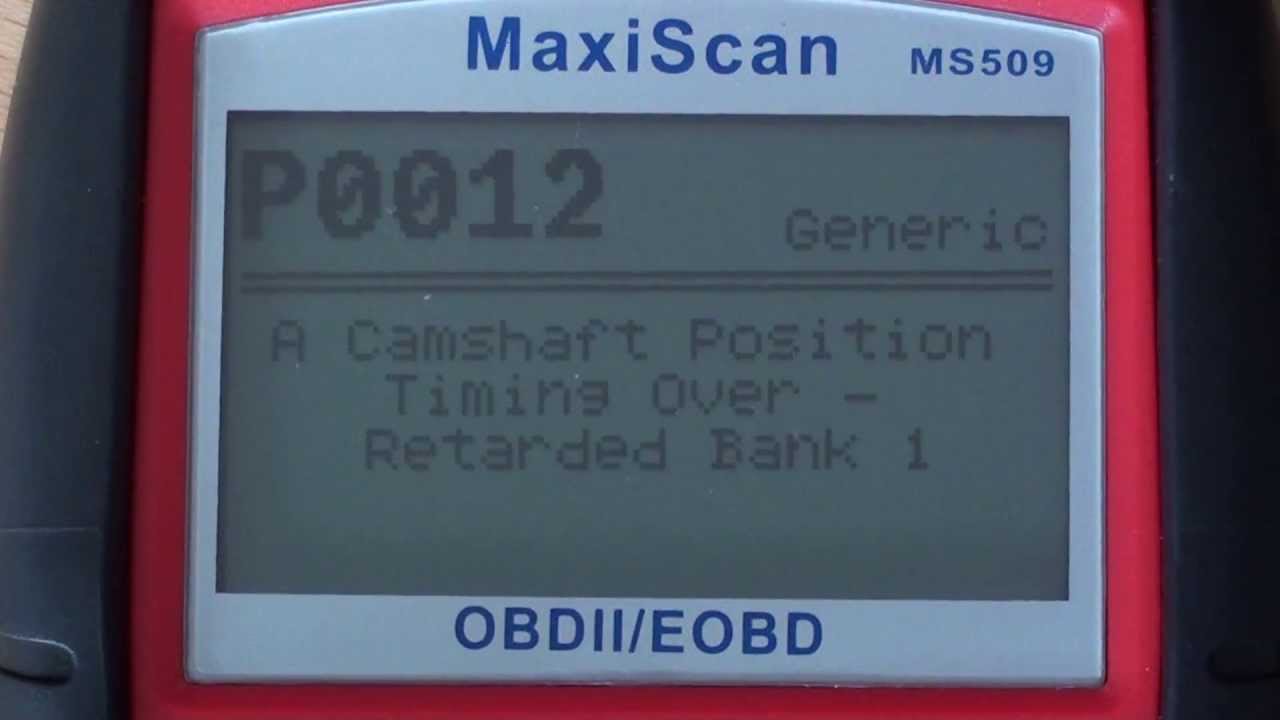 MaxiScan MS509
P0012 Generic
A Camshaft Position
Timing Over -
Retarded Bank 1
OBDII/EOBD